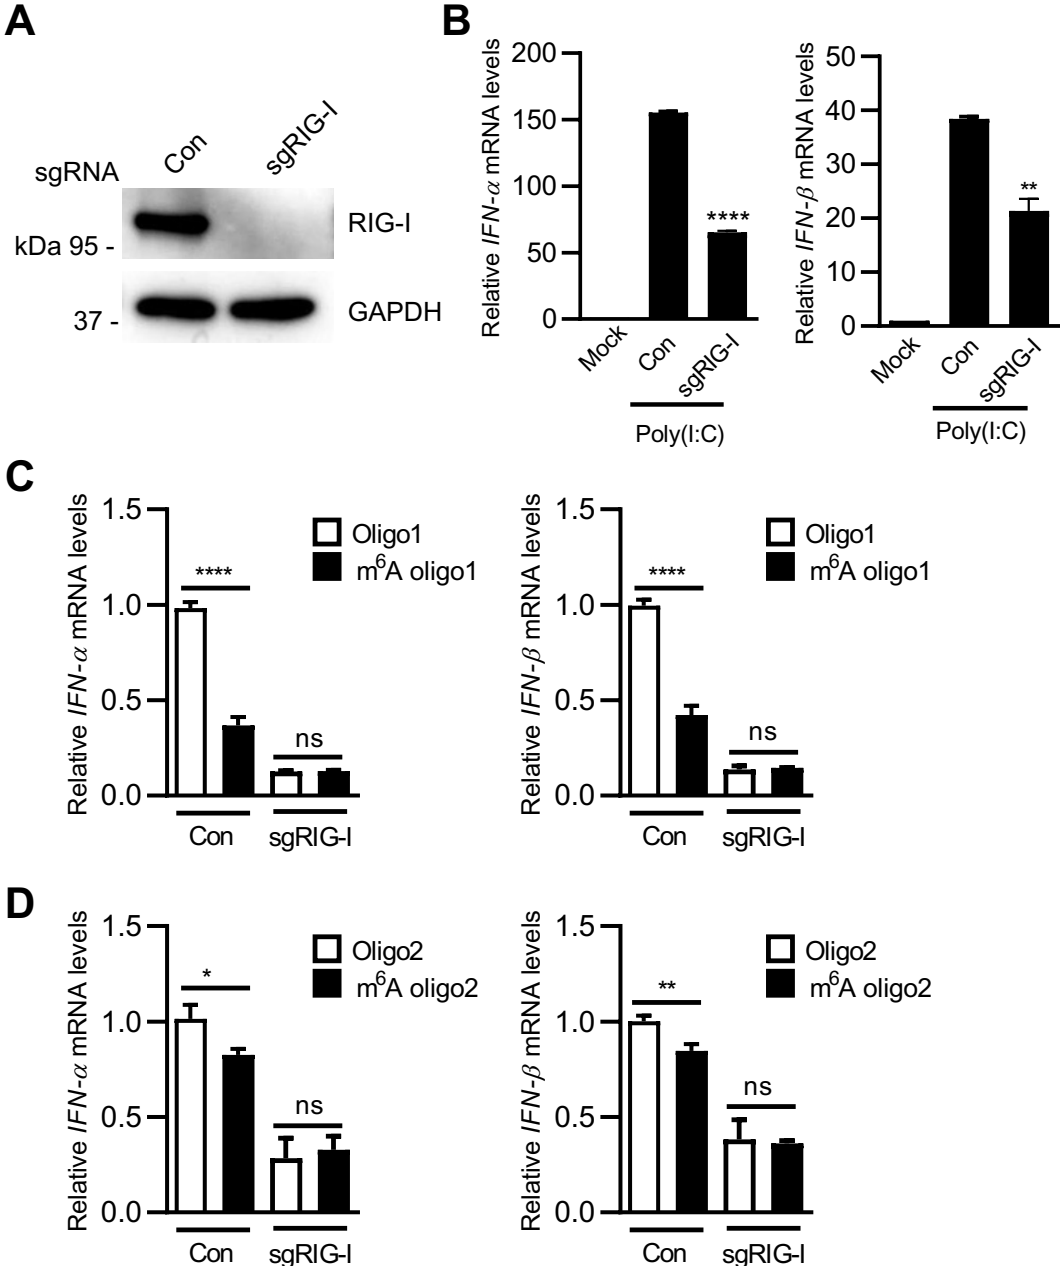 A
sgRNA
Con
sgRIG-I
RIG-I
kDa 95 -
GAPDH
37 -
B
Relative IFN-α mRNA levels
200
150
100
50
0
****
Mock
Con
sgRIG-I
Poly(I:C)
Relative IFN-β mRNA levels
50
40
30
20
10
0
**
Mock
Con
sgRIG-I
Poly(I:C)
C
Relative IFN-α mRNA levels
1.5
1.0
0.5
0.0
Oligo1
m⁶A oligo1
****
ns
Con
sgRIG-I
Relative IFN-β mRNA levels
1.5
1.0
0.5
0.0
Oligo1
m⁶A oligo1
****
ns
Con
sgRIG-I
D
Relative IFN-α mRNA levels
1.5
1.0
0.5
0.0
Oligo2
m⁶A oligo2
*
ns
Con
sgRIG-I
Relative IFN-β mRNA levels
1.5
1.0
0.5
0.0
Oligo2
m⁶A oligo2
**
ns
Con
sgRIG-I